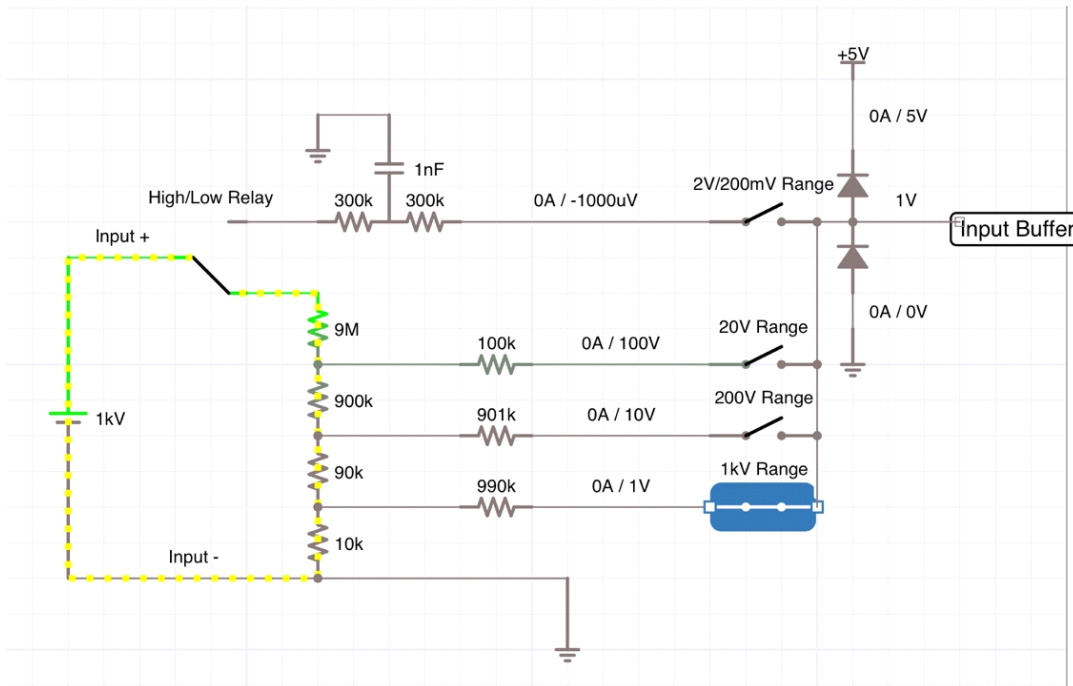 +5V
0A / 5V
1nF
High/Low Relay
300k
300k
0A / -1000uV
2V/200mV Range
1V
Input Buffer
Input +
0A / 0V
9M
100k
0A / 100V
20V Range
900k
901k
0A / 10V
200V Range
1kV
90k
990k
0A / 1V
1kV Range
10k
Input -